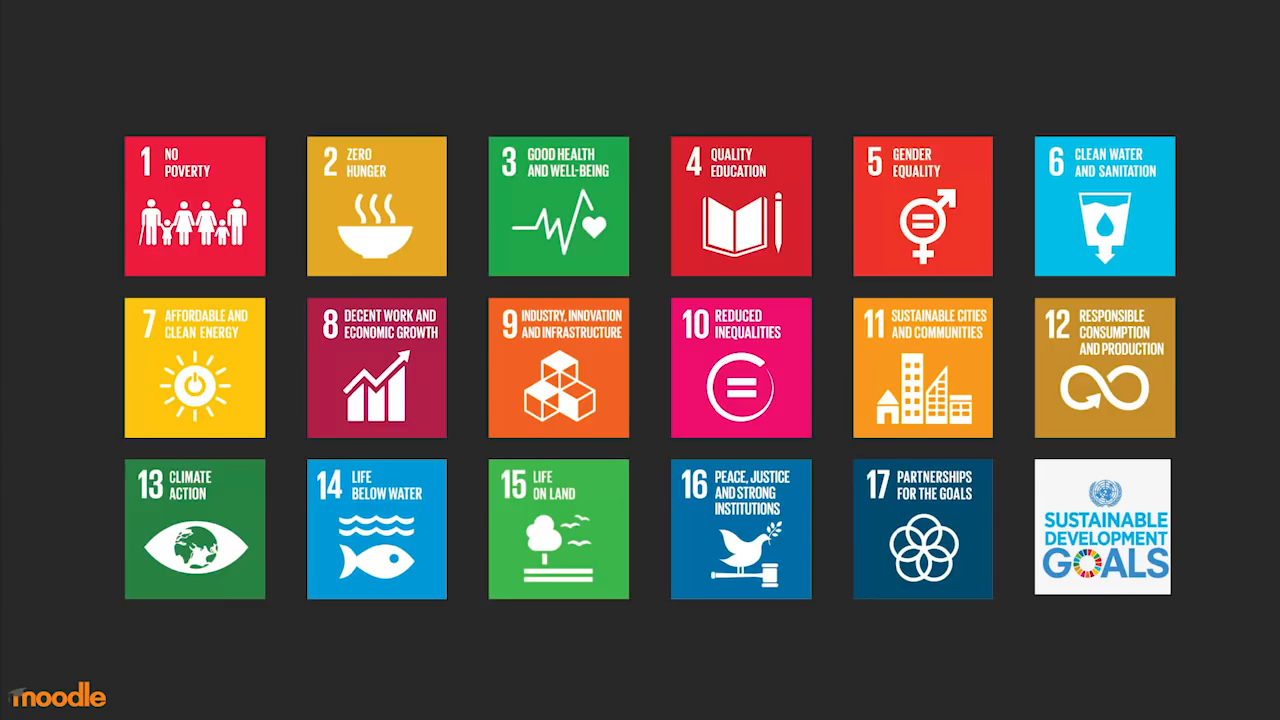 1 NO
POVERTY
2 ZERO
HUNGER
3 GOOD HEALTH
AND WELL-BEING
4 QUALITY
EDUCATION
5 GENDER
EQUALITY
6 CLEAN WATER
AND SANITATION
7 AFFORDABLE AND
CLEAN ENERGY
8 DECENT WORK AND
ECONOMIC GROWTH
9 INDUSTRY, INNOVATION
AND INFRASTRUCTURE
10 REDUCED
INEQUALITIES
11 SUSTAINABLE CITIES
AND COMMUNITIES
12 RESPONSIBLE
CONSUMPTION
AND PRODUCTION
13 CLIMATE
ACTION
14 LIFE
BELOW WATER
15 LIFE
ON LAND
16 PEACE, JUSTICE
AND STRONG
INSTITUTIONS
17 PARTNERSHIPS
FOR THE GOALS
SUSTAINABLE
DEVELOPMENT
GOALS
moodle